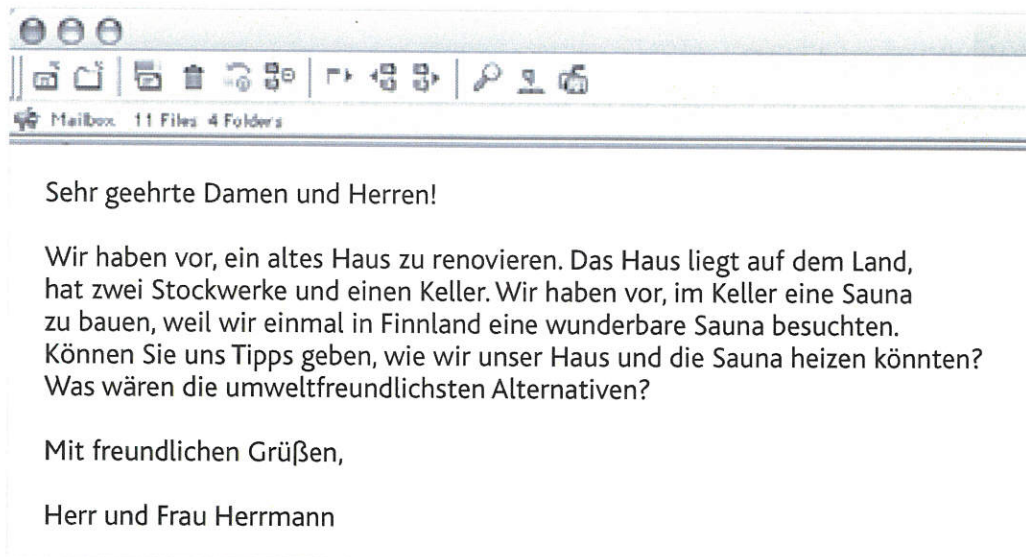 Mailbox 11 Files 4 Folders
Sehr geehrte Damen und Herren!
Wir haben vor, ein altes Haus zu renovieren. Das Haus liegt auf dem Land,
hat zwei Stockwerke und einen Keller. Wir haben vor, im Keller eine Sauna
zu bauen, weil wir einmal in Finnland eine wunderbare Sauna besuchten.
Können Sie uns Tipps geben, wie wir unser Haus und die Sauna heizen könnten?
Was wären die umweltfreundlichsten Alternativen?
Mit freundlichen Grüßen,
Herr und Frau Herrmann